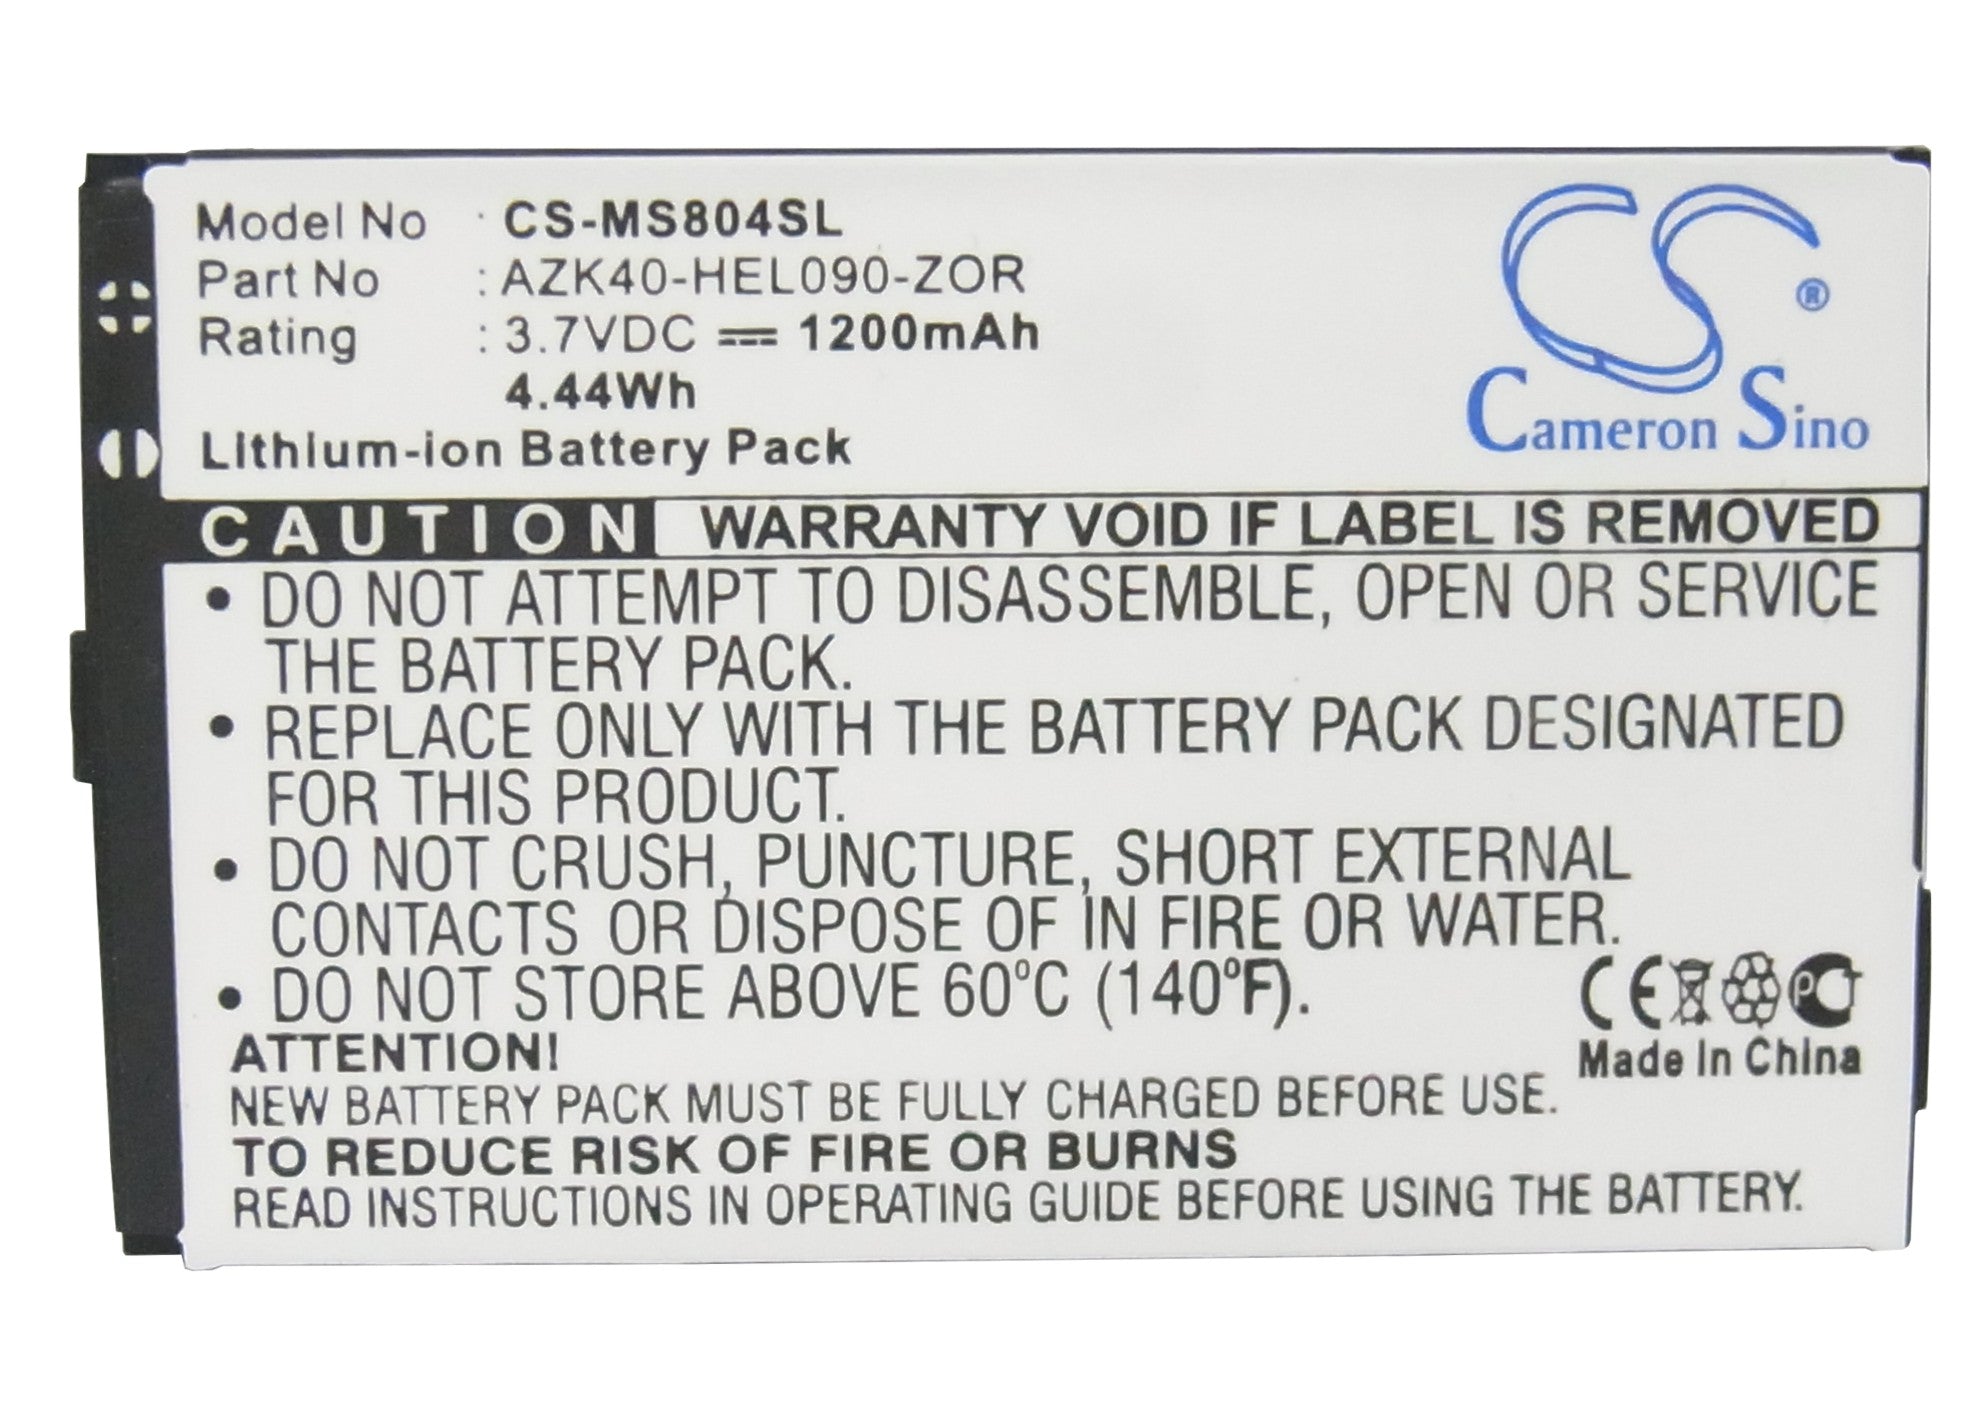 Model No : CS-MS804SL
Part No : AZK40-HEL090-ZOR
Rating : 3.7VDC 1200mAh
4.44Wh
Lithium-ion Battery Pack
CS ®
Cameron Sino
CAUTION WARRANTY VOID IF LABEL IS REMOVED
• DO NOT ATTEMPT TO DISASSEMBLE, OPEN OR SERVICE
THE BATTERY PACK.
• REPLACE ONLY WITH THE BATTERY PACK DESIGNATED
FOR THIS PRODUCT.
• DO NOT CRUSH, PUNCTURE, SHORT EXTERNAL
CONTACTS OR DISPOSE OF IN FIRE OR WATER.
• DO NOT STORE ABOVE 60°C (140°F).
CE PC
Made In China
ATTENTION!
NEW BATTERY PACK MUST BE FULLY CHARGED BEFORE USE.
TO REDUCE RISK OF FIRE OR BURNS
READ INSTRUCTIONS IN OPERATING GUIDE BEFORE USING THE BATTERY.